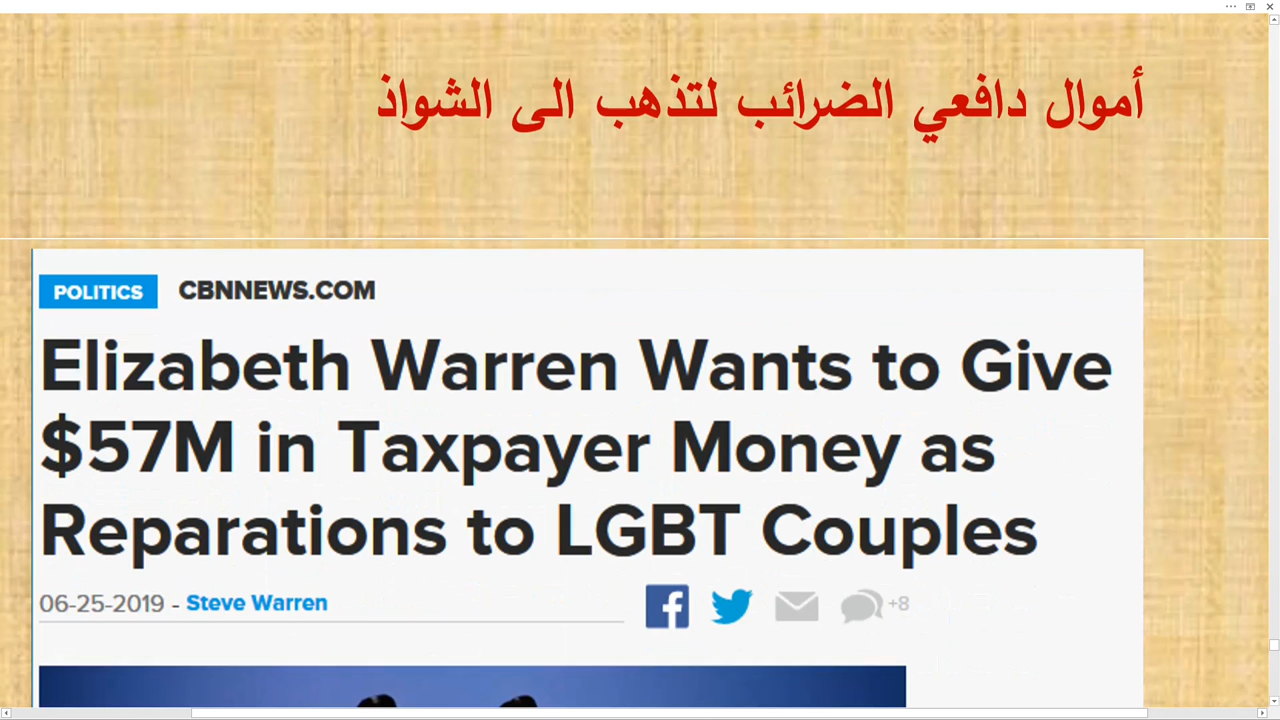 أموال دافعي الضرائب لتذهب الى الشواذ
POLITICS CBNNEWS.COM
Elizabeth Warren Wants to Give
$57M in Taxpayer Money as
Reparations to LGBT Couples
06-25-2019 - Steve Warren +8